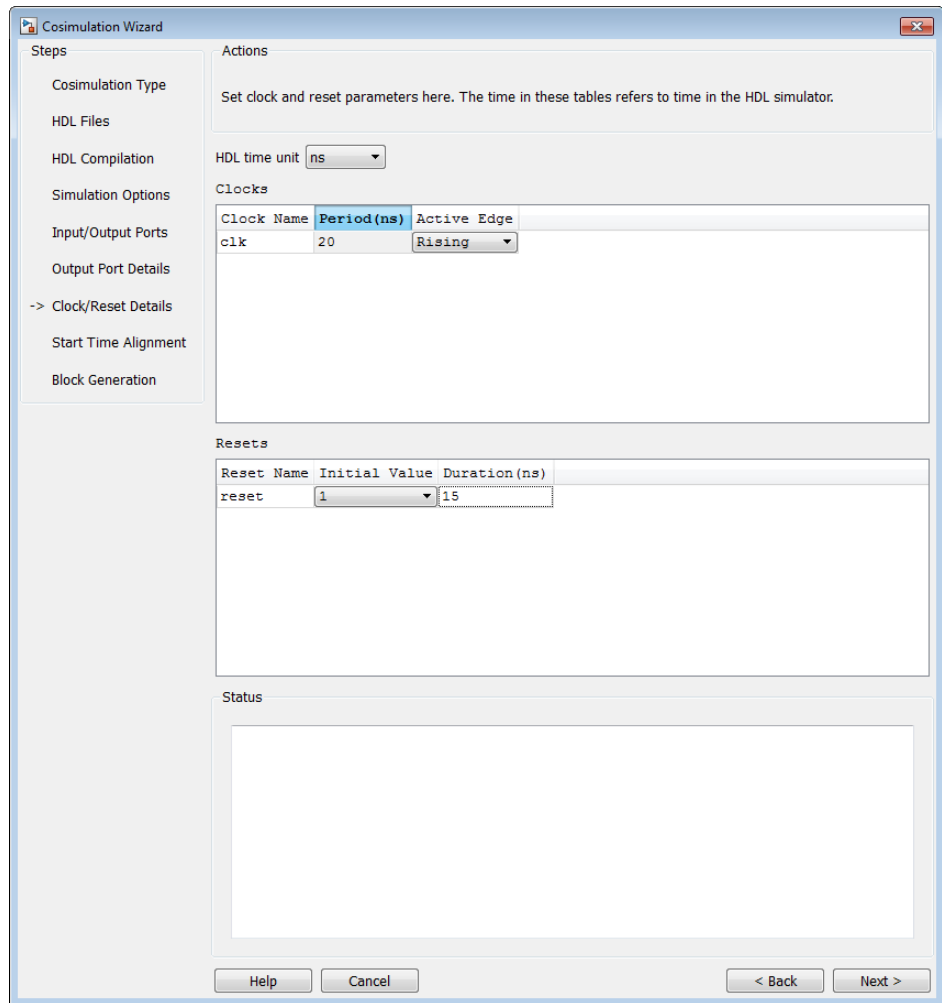 Cosimulation Wizard
Steps
Cosimulation Type
HDL Files
HDL Compilation
Simulation Options
Input/Output Ports
Output Port Details
-> Clock/Reset Details
Start Time Alignment
Block Generation
Actions
Set clock and reset parameters here. The time in these tables refers to time in the HDL simulator.
HDL time unit ns
Clocks
Clock Name Period(ns) Active Edge
clk 20 Rising
Resets
Reset Name Initial Value Duration(ns)
reset 1 15
Status
Help Cancel < Back Next >